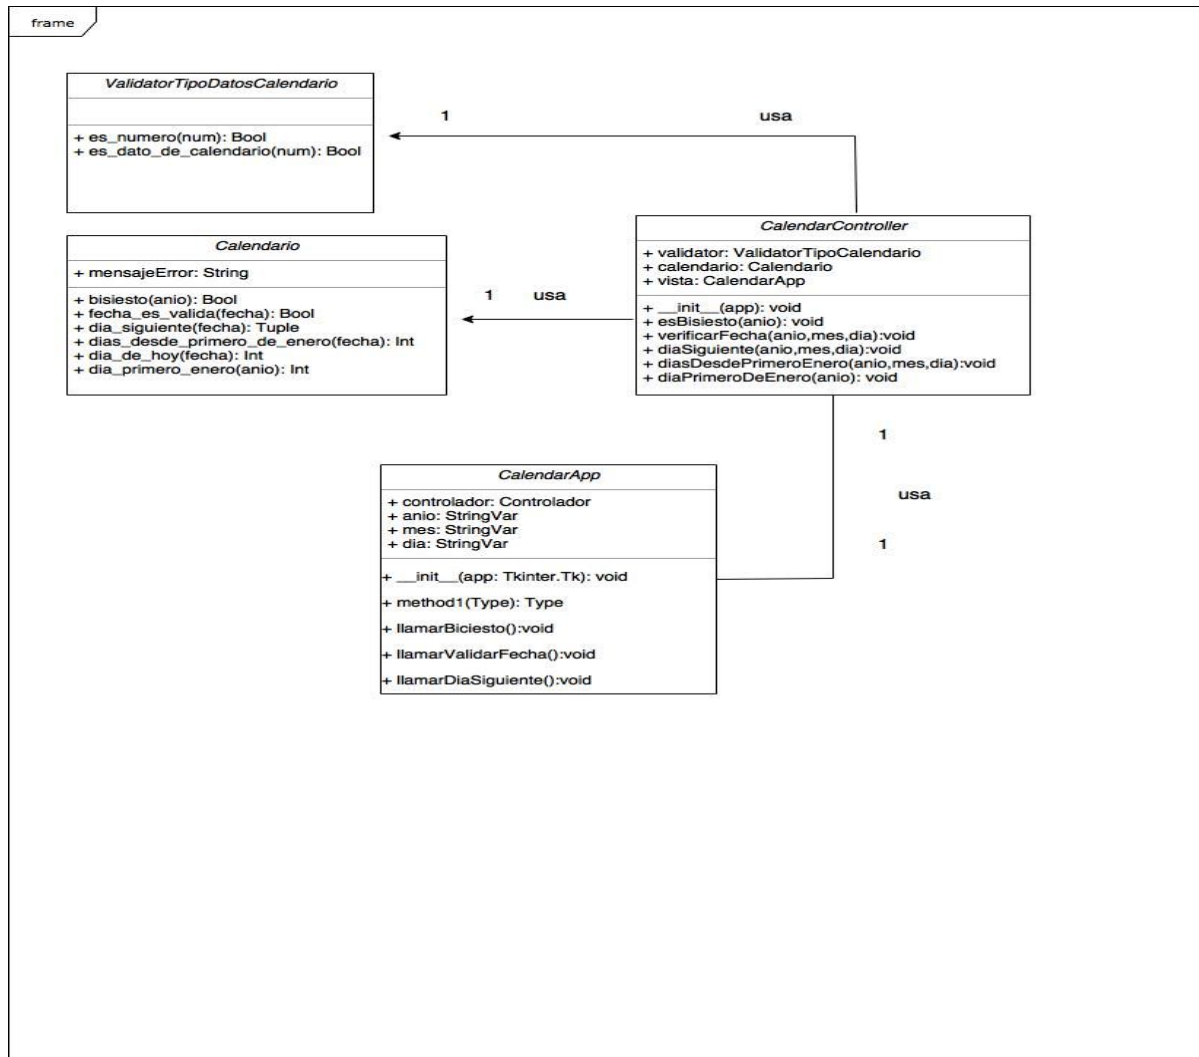 frame
ValidatorTipoDatosCalendario
+ es_numero(num): Bool
+ es_dato_de_calendario(num): Bool
1
usa
Calendario
+ mensajeError: String
+ bisiesto(anio): Bool
+ fecha_es_valida(fecha): Bool
+ dia_siguiente(fecha): Tuple
+ dias_desde_primero_de_enero(fecha): Int
+ dia_de_hoy(fecha): Int
+ dia_primero_enero(anio): Int
1
usa
CalendarController
+ validator: ValidatorTipoCalendario
+ calendario: Calendario
+ vista: CalendarApp
+ __init__(app): void
+ esBisiesto(anio): void
+ verificarFecha(anio,mes,dia):void
+ diaSiguiente(anio,mes,dia):void
+ diasDesdePrimeroEnero(anio,mes,dia):void
+ diaPrimeroDeEnero(anio): void
1
usa
1
CalendarApp
+ controlador: Controlador
+ anio: StringVar
+ mes: StringVar
+ dia: StringVar
+ __init__(app: Tkinter.Tk): void
+ method1(Type): Type
+ llamarBiciesto():void
+ llamarValidarFecha():void
+ llamarDiaSiguiente():void